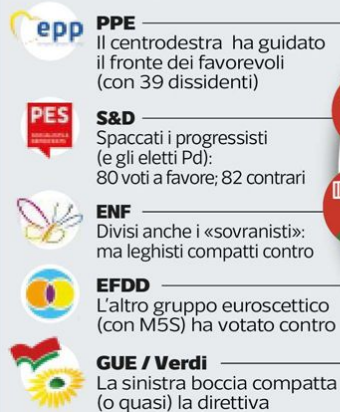 epp
PPE
Il centrodestra ha guidato
il fronte dei favorevoli
(con 39 dissidenti)
PES
S&D
Spaccati i progressisti
(e gli eletti Pd):
80 voti a favore; 82 contrari
ENF
Divisi anche i «sovranisti»:
ma leghisti compatti contro
EFDD
L'altro gruppo euroscettico
(con M5S) ha votato contro
GUE / Verdi
La sinistra boccia compatta
(o quasi) la direttiva